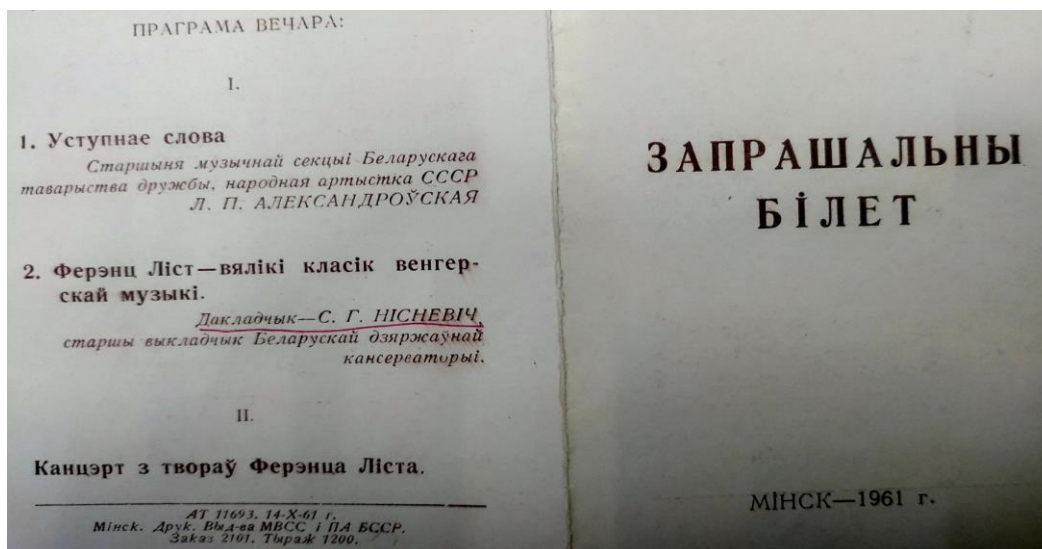 ПРАГРАМА ВЕЧАРА:
I.
1. Уступнае слова
Старшыня музычнай секцыі Беларускага
таварыства дружбы, народная артыстка СССР
Л. П. АЛЕКСАНДРОЎСКАЯ
2. Ферэнц Ліст—вялікі класік венгер-
скай музыкі.
Дакладчык—С. Г. НІСНЕВІЧ,
старшы выкладчык Беларускай дзяржаўнай
кансерваторыі.
II.
Канцэрт з твораў Ферэнца Ліста.
АТ 11693. 14-X-61 г.
Мінск. Друк. Выд-ва МВСС і ПА БССР.
Заказ 2101. Тыраж 1200.
ЗАПРАШАЛЬНЫ
БІЛЕТ
МІНСК—1961 г.